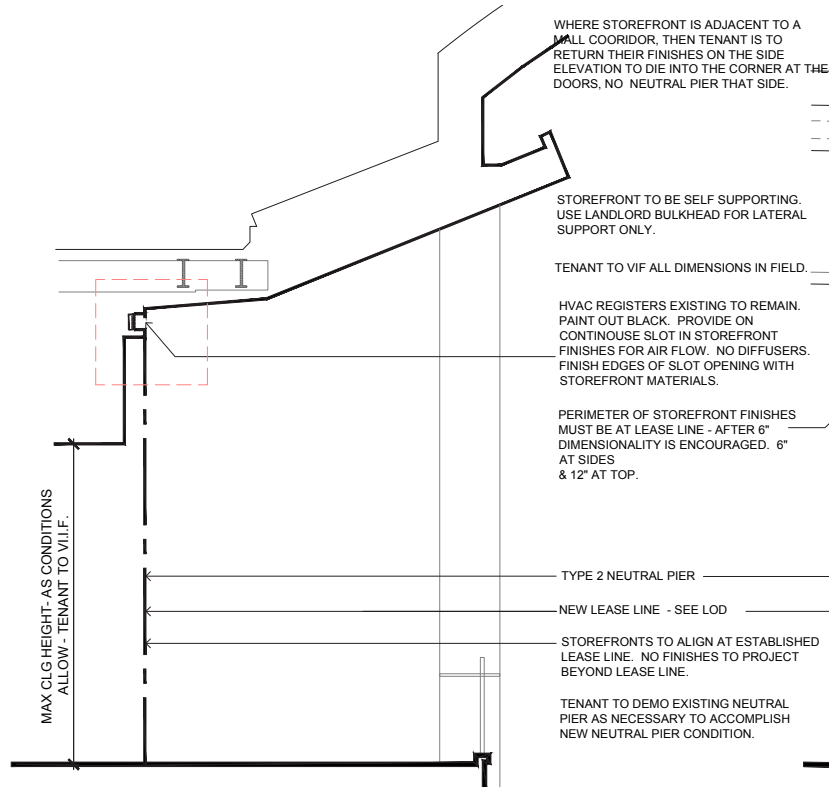 WHERE STOREFRONT IS ADJACENT TO A
MALL COORIDOR, THEN TENANT IS TO
RETURN THEIR FINISHES ON THE SIDE
ELEVATION TO DIE INTO THE CORNER AT THE
DOORS, NO NEUTRAL PIER THAT SIDE.
STOREFRONT TO BE SELF SUPPORTING.
USE LANDLORD BULKHEAD FOR LATERAL
SUPPORT ONLY.
TENANT TO VIF ALL DIMENSIONS IN FIELD.
HVAC REGISTERS EXISTING TO REMAIN.
PAINT OUT BLACK. PROVIDE ON
CONTINOUSE SLOT IN STOREFRONT
FINISHES FOR AIR FLOW. NO DIFFUSERS.
FINISH EDGES OF SLOT OPENING WITH
STOREFRONT MATERIALS.
PERIMETER OF STOREFRONT FINISHES
MUST BE AT LEASE LINE - AFTER 6"
DIMENSIONALITY IS ENCOURAGED. 6"
AT SIDES
& 12" AT TOP.
MAX CLG HEIGHT- AS CONDITIONS
ALLOW - TENANT TO V.I.F.
TYPE 2 NEUTRAL PIER
NEW LEASE LINE - SEE LOD
STOREFRONTS TO ALIGN AT ESTABLISHED
LEASE LINE. NO FINISHES TO PROJECT
BEYOND LEASE LINE.
TENANT TO DEMO EXISTING NEUTRAL
PIER AS NECESSARY TO ACCOMPLISH
NEW NEUTRAL PIER CONDITION.